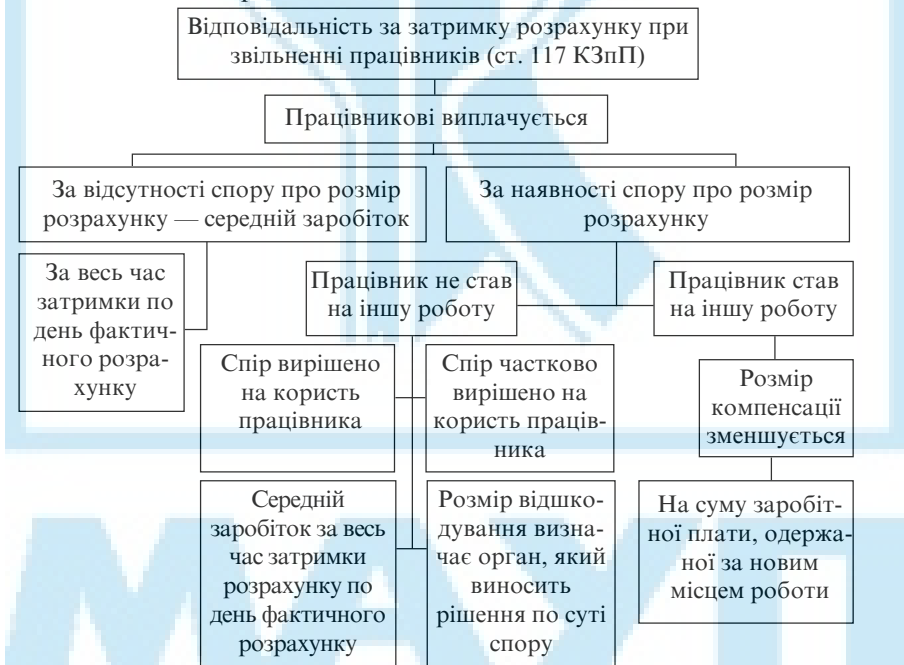 Відповідальність за затримку розрахунку при
звільненні працівників (ст. 117 КЗпП)
Працівникові виплачується
За відсутності спору про розмір
розрахунку — середній заробіток
За наявності спору про розмір
розрахунку
За весь час
затримки по
день фактич-
ного розра-
хунку
Працівник не став
на іншу роботу
Працівник став
на іншу роботу
Спір вирішено
на користь
працівника
Спір частково
вирішено на
користь праців-
ника
Розмір
компенсації
зменшується
Середній
заробіток за весь
час затримки
розрахунку по
день фактичного
розрахунку
Розмір відшко-
дування визна-
чає орган, який
виносить
рішення по суті
спору
На суму заробіт-
ної плати, одержа-
ної за новим
місцем роботи
МАУП